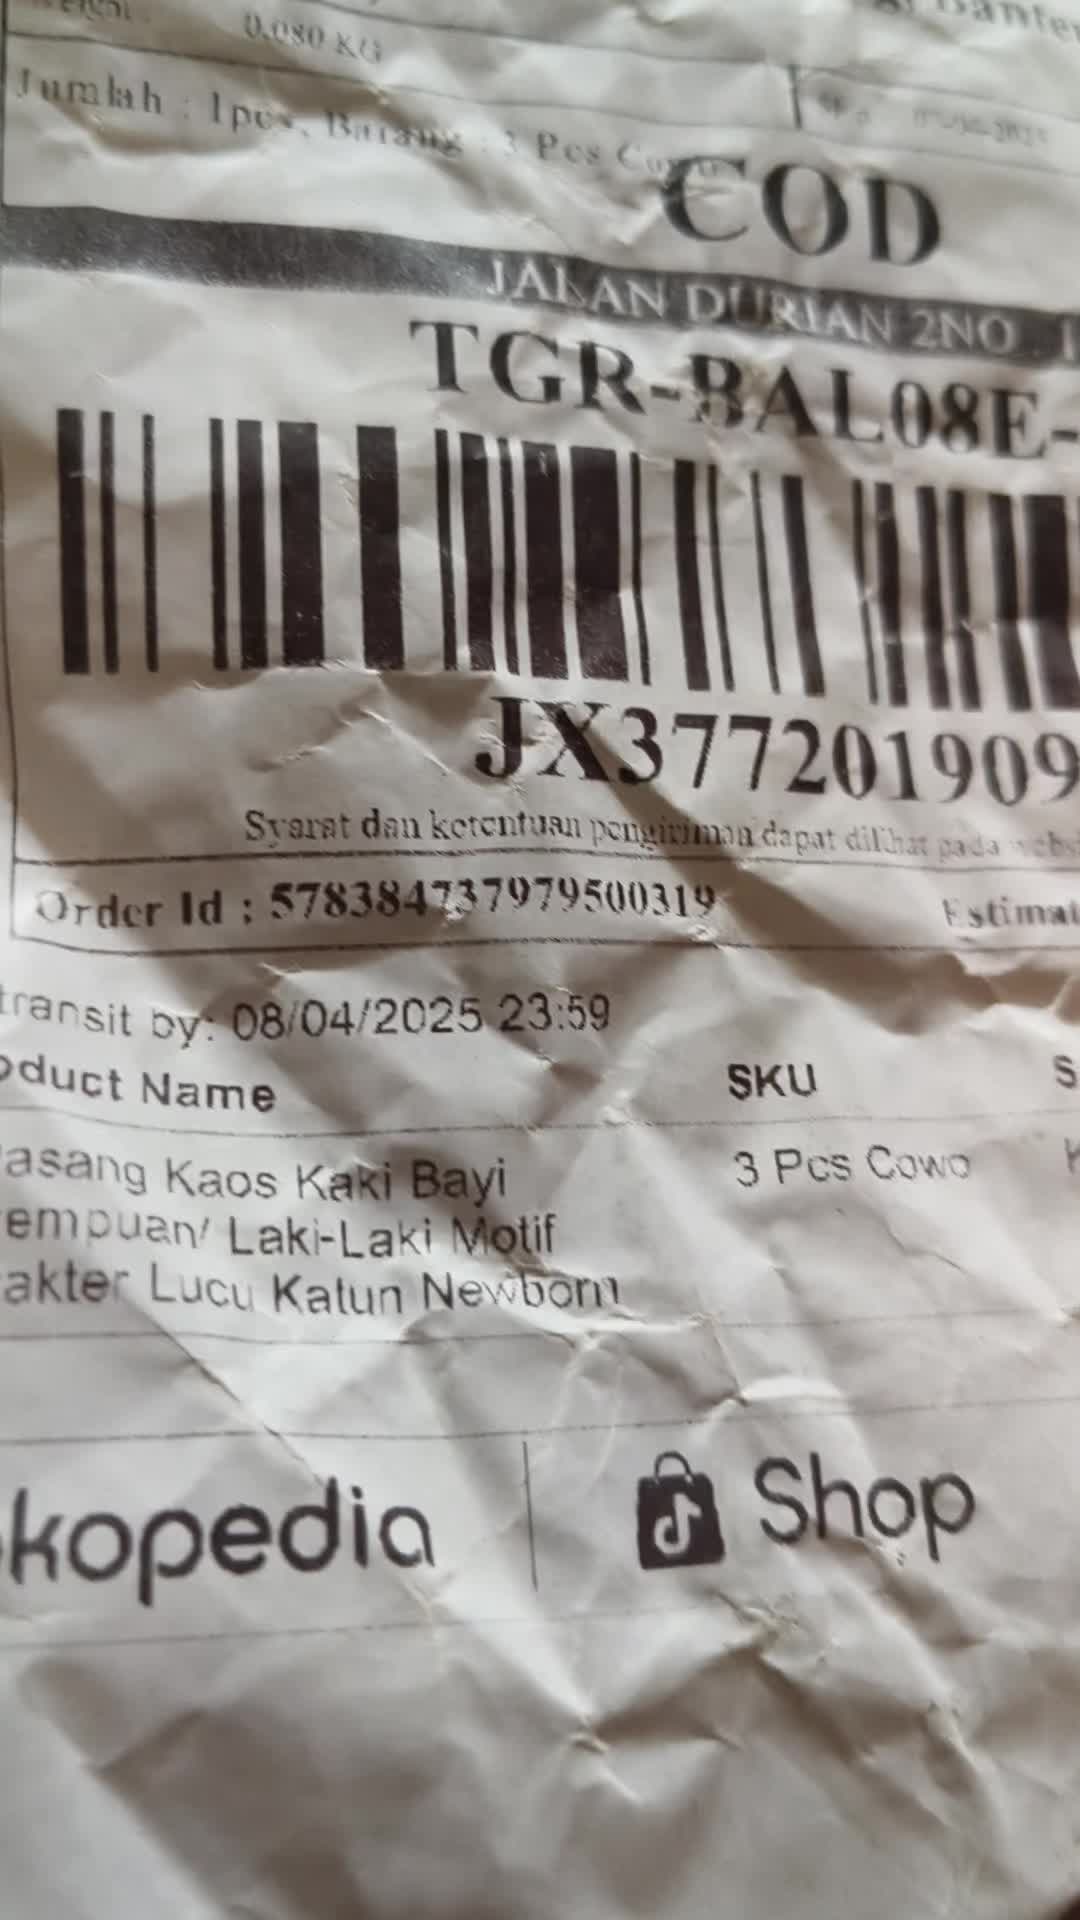 0.080 KG
Banten
Jumlah : 1pcs, Barang : 3 Pcs
COD
JALAN DURIAN 2NO
TGR-BAL08E-
JX377201909
Syarat dan ketentuan pengiriman dapat dilihat pada
Order Id : 578384737979500319 Estimat
transit by: 08/04/2025 23:59
oduct Name SKU S
asang Kaos Kaki Bayi 3 Pcs Cowo
empuan/ Laki-Laki Motif
akter Lucu Katun Newborn
kopedia | Shop